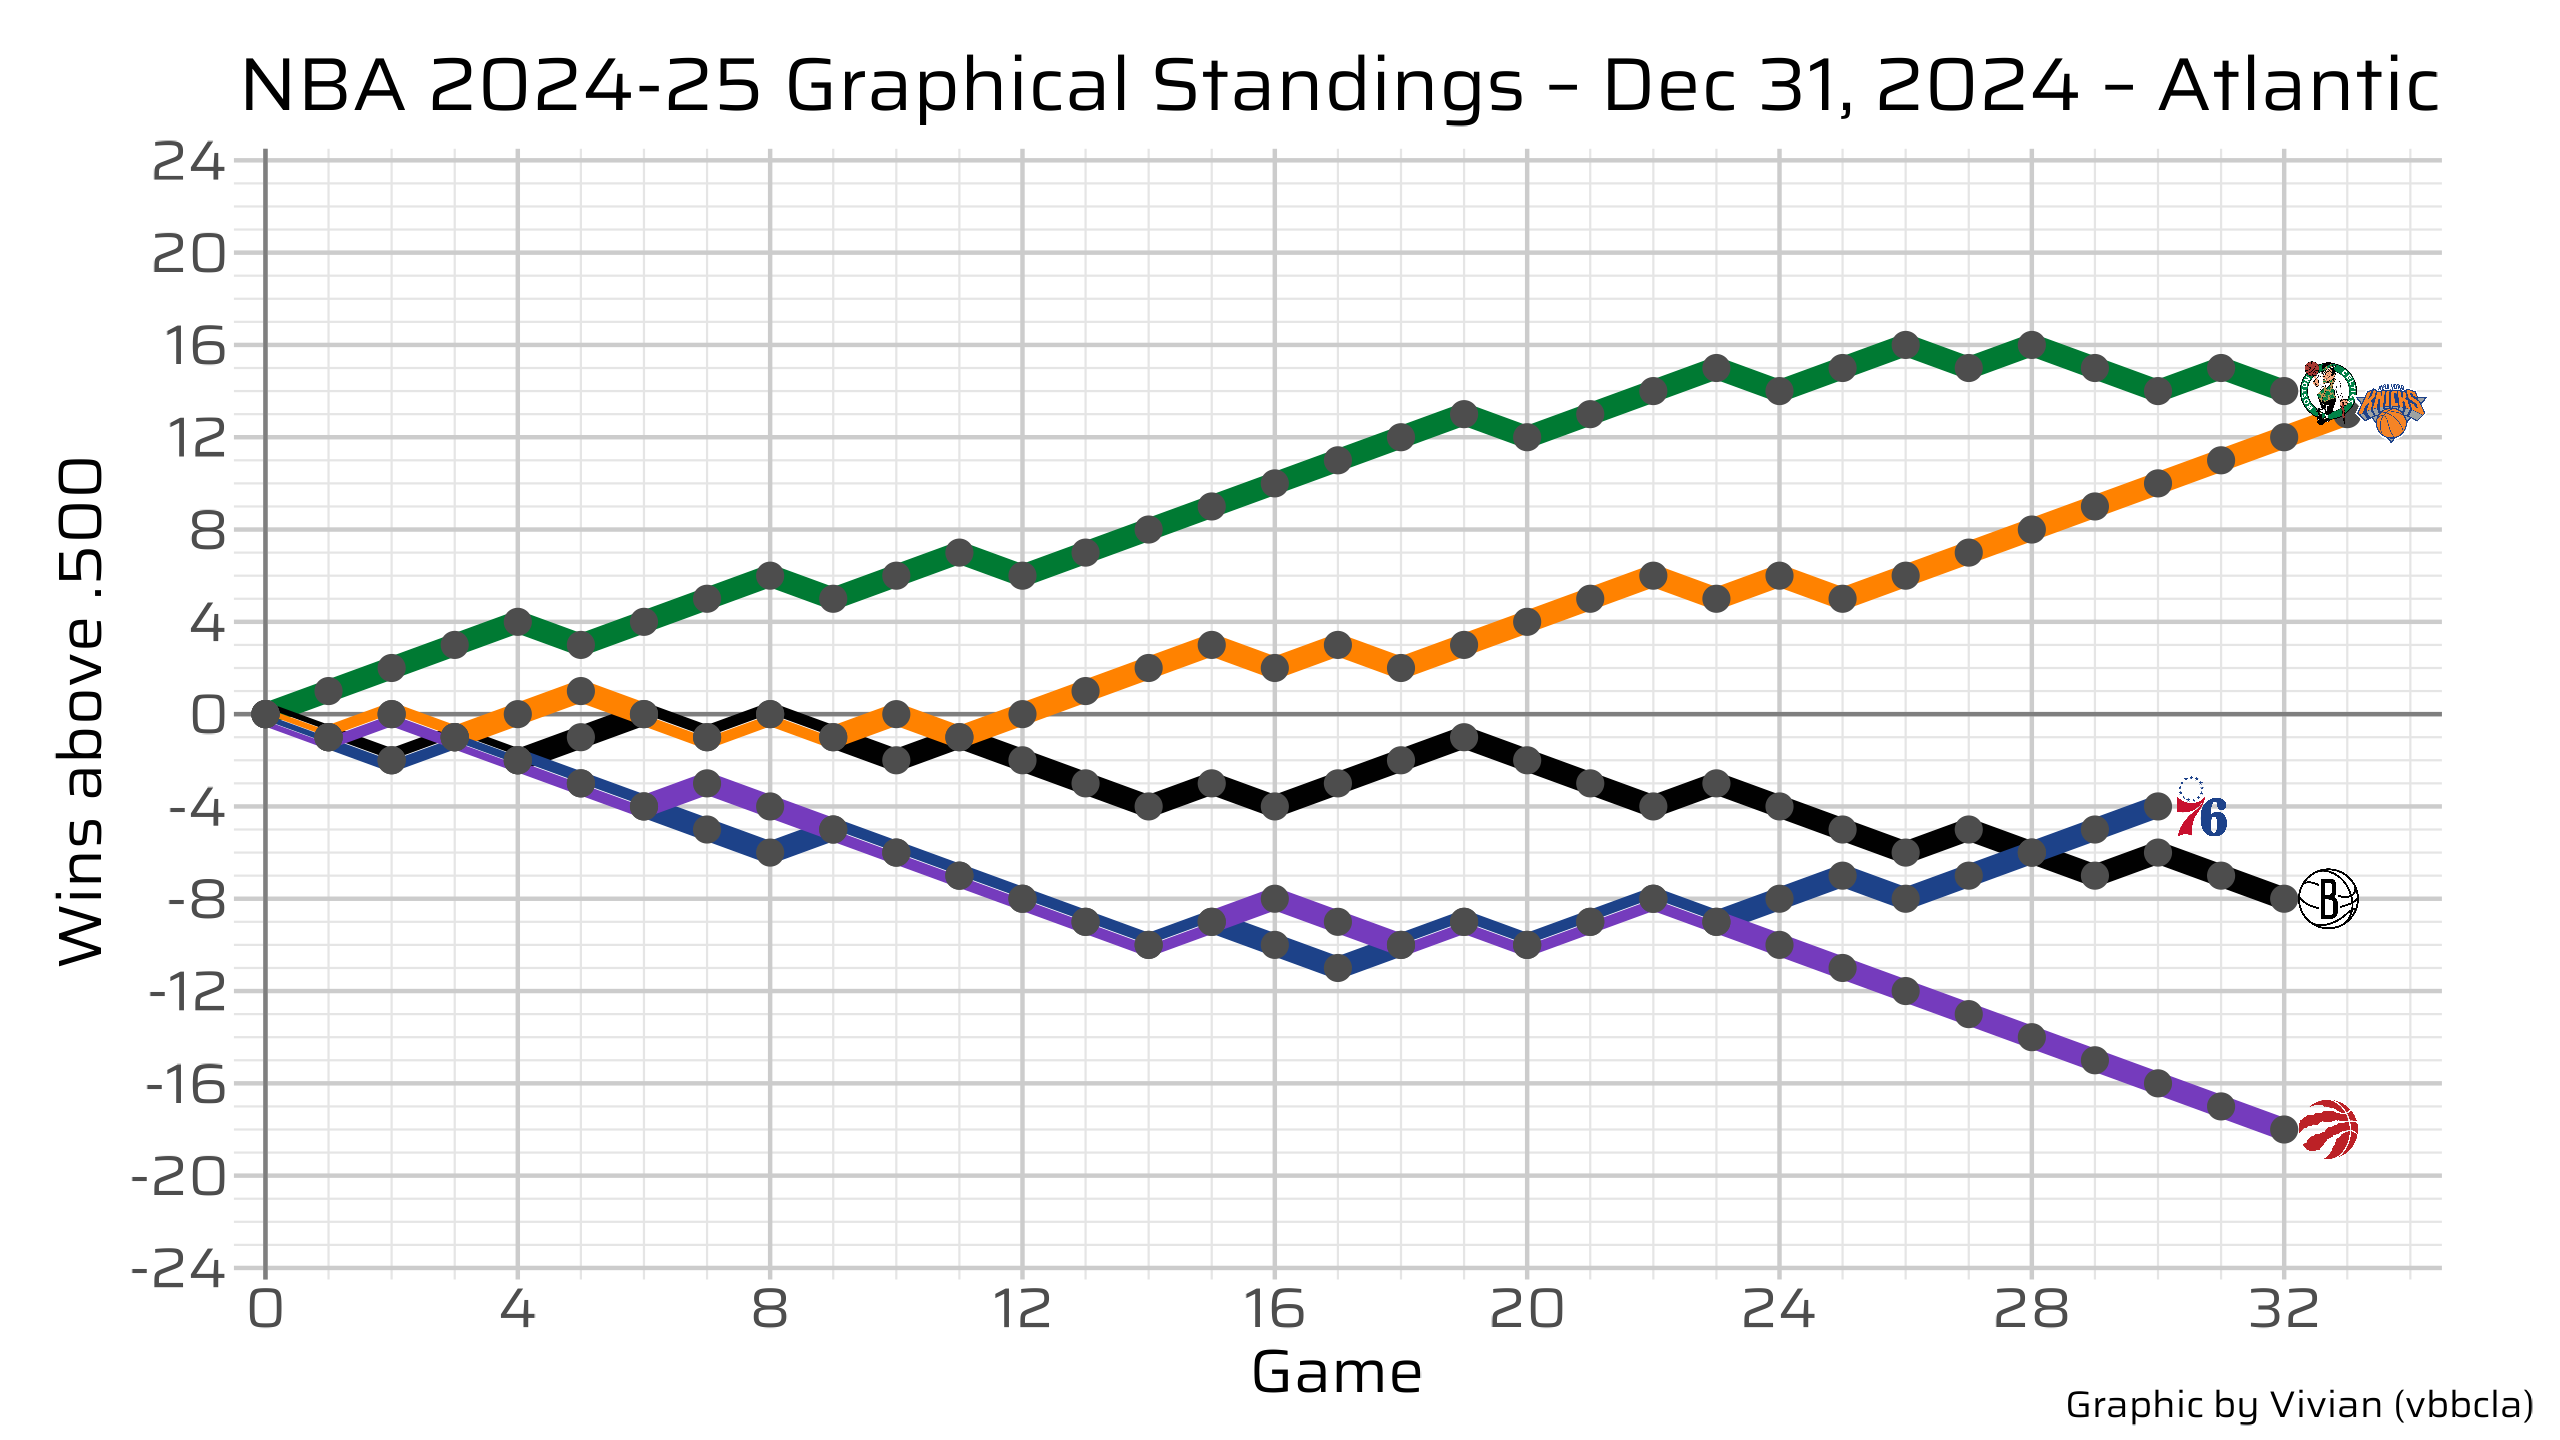 NBA 2024-25 Graphical Standings – Dec 31, 2024 – Atlantic
Wins above .500
24
20
16
12
8
4
0
-4
-8
-12
-16
-20
-24
KNICKS
76
B
0 4 8 12 16 20 24 28 32
Game
Graphic by Vivian (vbbcla)